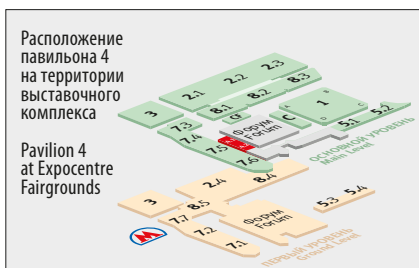 Расположение
павильона 4
на территории
выставочного
комплекса
Pavilion 4
at Expocentre
Fairgrounds
2.3
2.2
2.1
8.3
8.2
8.1
3
CF
7.3
7.4
7.5
7.6
Форум
Forum
C
A
B
1
C
D
5.2
5.1
ОСНОВНОЙ УРОВЕНЬ
Main Level
8.4
2.4
3
8.5
7.7
7.2
7.1
Форум
Forum
5.4
5.3
ПЕРВЫЙ УРОВЕНЬ
Ground Level
М